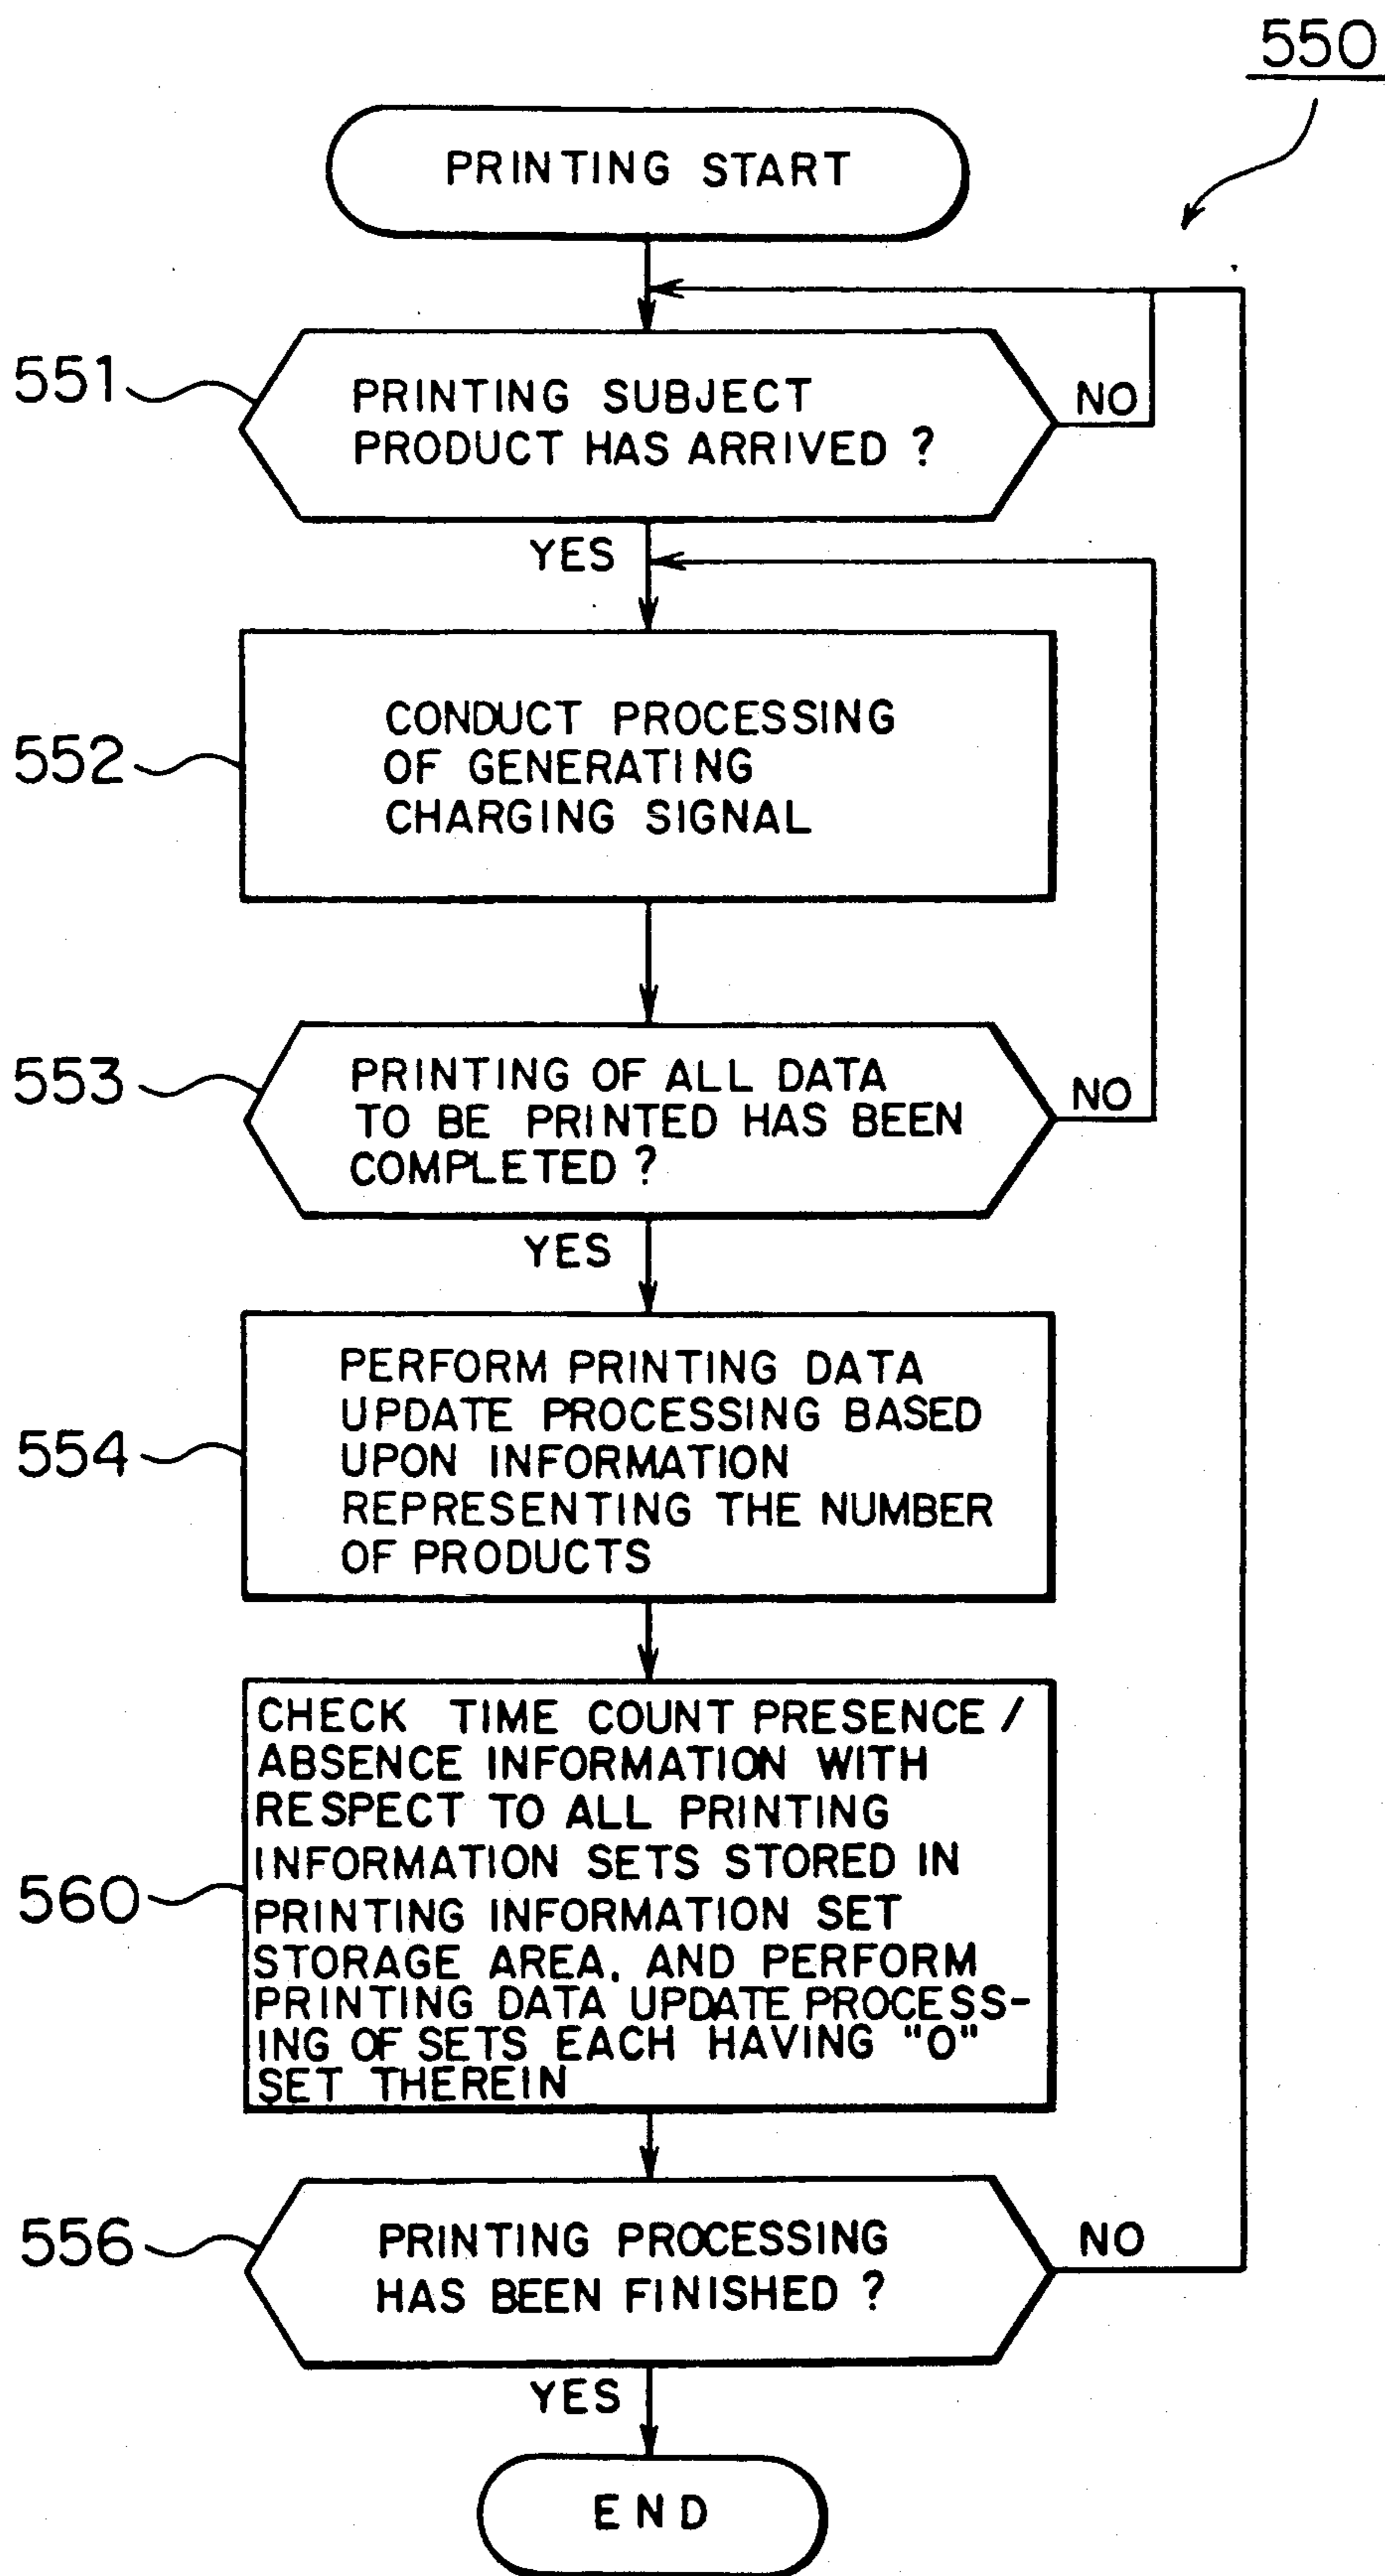 550
PRINTING START
551
PRINTING SUBJECT
PRODUCT HAS ARRIVED ?
NO
YES
552
CONDUCT PROCESSING
OF GENERATING
CHARGING SIGNAL
553
PRINTING OF ALL DATA
TO BE PRINTED HAS BEEN
COMPLETED ?
NO
YES
554
PERFORM PRINTING DATA
UPDATE PROCESSING BASED
UPON INFORMATION
REPRESENTING THE NUMBER
OF PRODUCTS
560
CHECK TIME COUNT PRESENCE /
ABSENCE INFORMATION WITH
RESPECT TO ALL PRINTING
INFORMATION SETS STORED IN
PRINTING INFORMATION SET
STORAGE AREA, AND PERFORM
PRINTING DATA UPDATE PROCESS-
ING OF SETS EACH HAVING "0"
SET THEREIN
556
PRINTING PROCESSING
HAS BEEN FINISHED ?
NO
YES
END